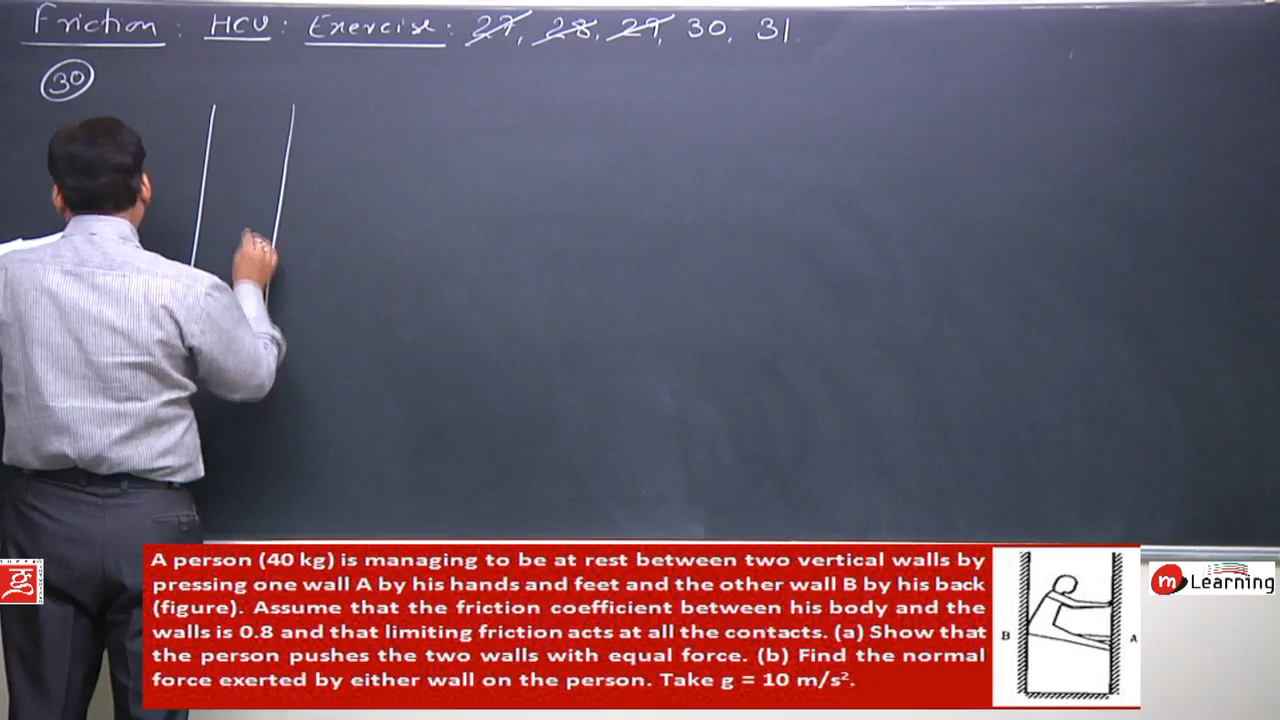 Friction : HCV : Exercise : 27, 28, 29, 30, 31.
30
A person (40 kg) is managing to be at rest between two vertical walls by
pressing one wall A by his hands and feet and the other wall B by his back
(figure). Assume that the friction coefficient between his body and the
walls is 0.8 and that limiting friction acts at all the contacts. (a) Show that
the person pushes the two walls with equal force. (b) Find the normal
force exerted by either wall on the person. Take g = 10 m/s².
B
A
m Learning